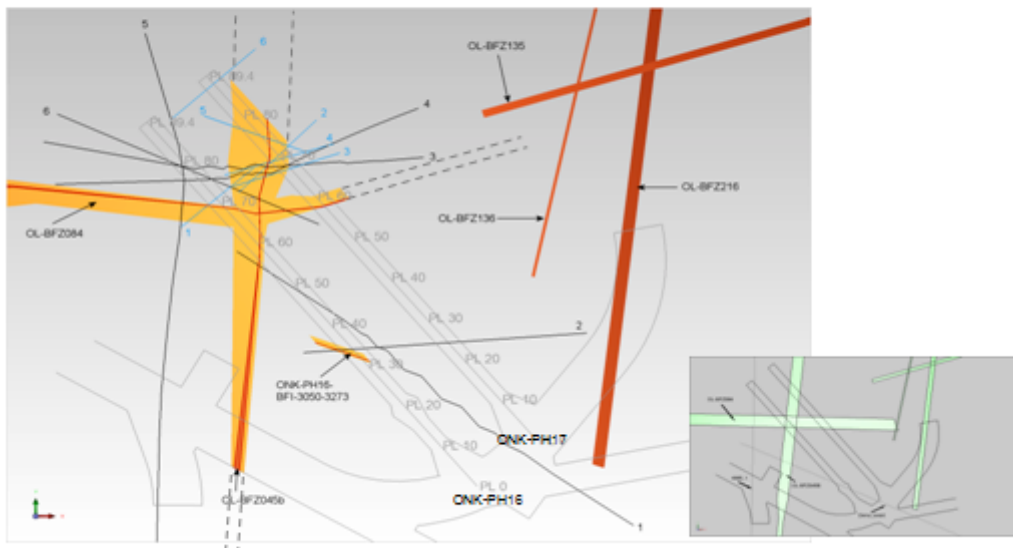 5
6
OL-BFZ135
PL 89.4
5
2
4
6
PL 80
PL 89.4
4
3
3
PL 80
PL 70
OL-BFZ216
PL 60
OL-BFZ084
1
OL-BFZ136
PL 60
PL 50
PL 50
PL 40
PL 40
PL 30
2
PL 30
PL 20
ONK-PH16-
BFI-3050-3273
PL 20
PL 10
PL 10
ONK-PH17
PL 0
OL-BFZ045b
ONK-PH16
1